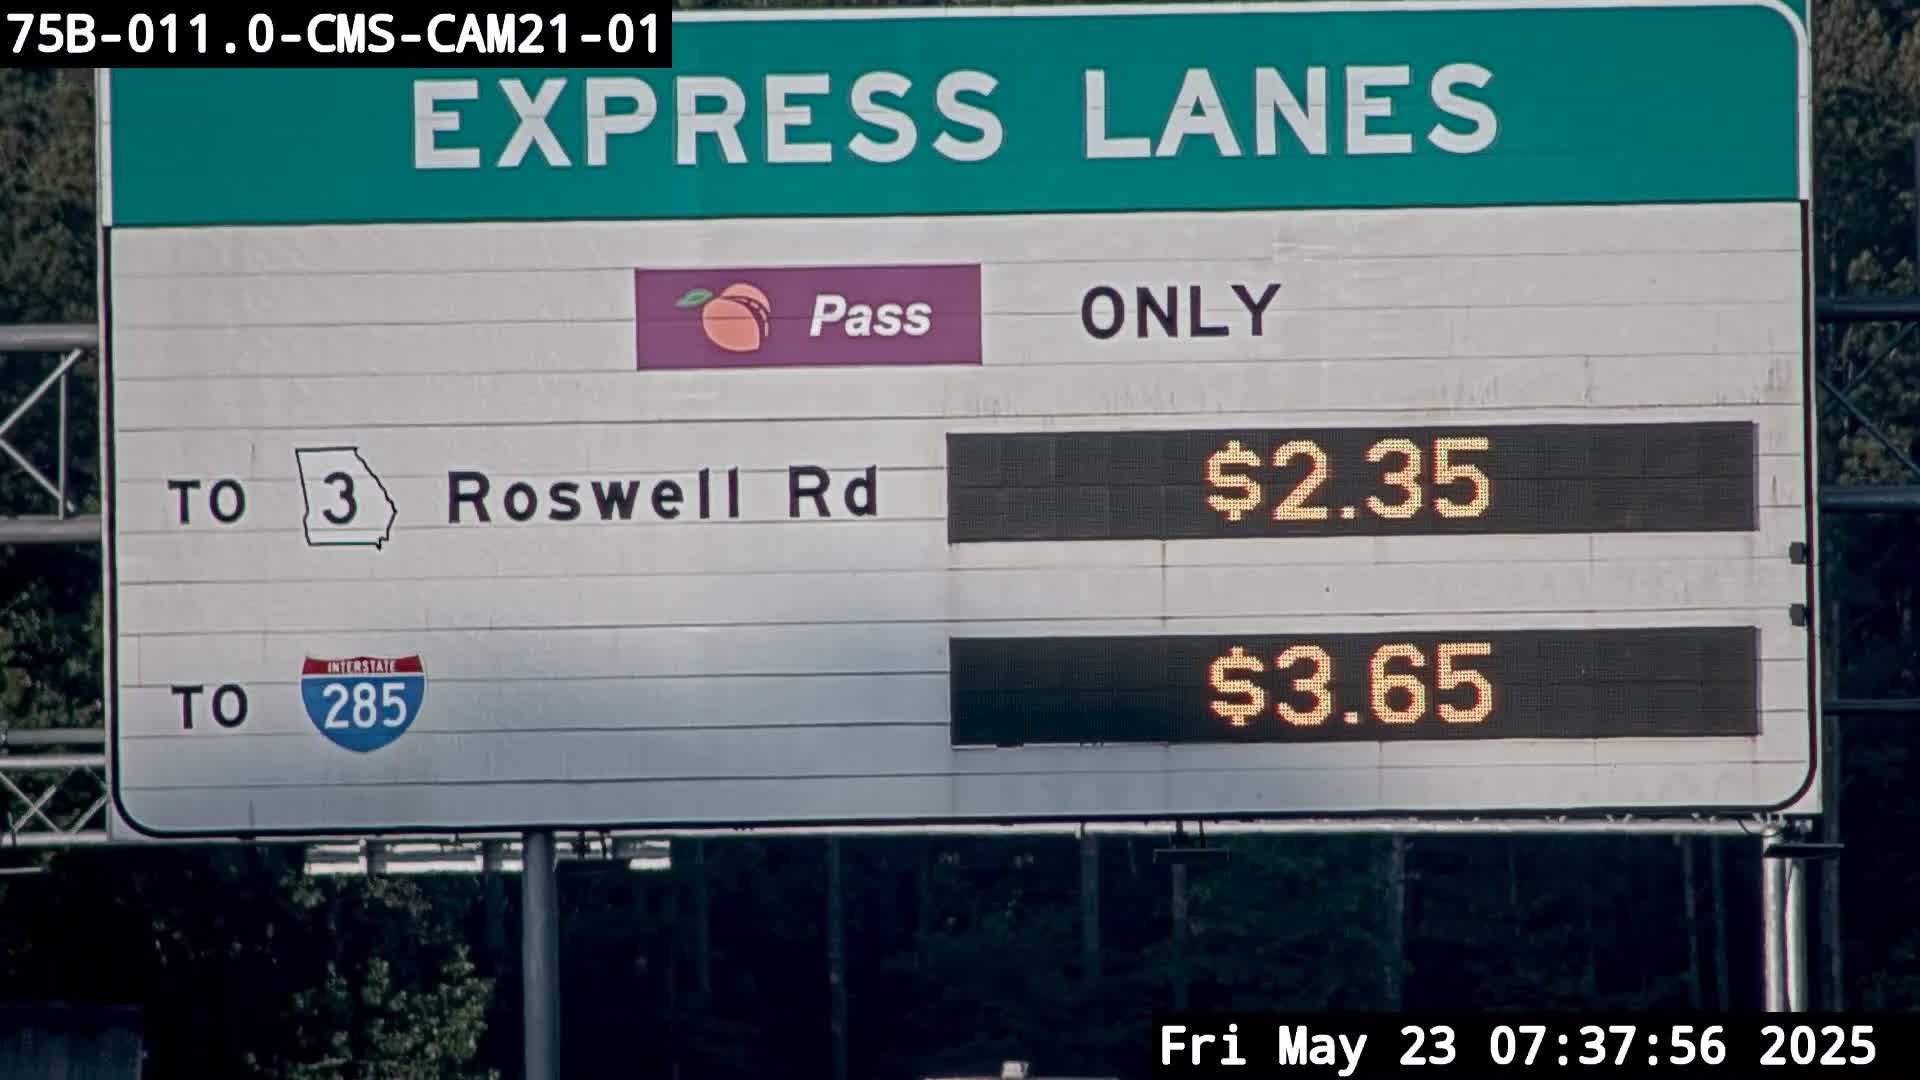 75B-011.0-CMS-CAM21-01
EXPRESS LANES
Pass ONLY
TO 3 Roswell Rd $2.35
INTERSTATE
TO 285 $3.65
Fri May 23 07:37:56 2025